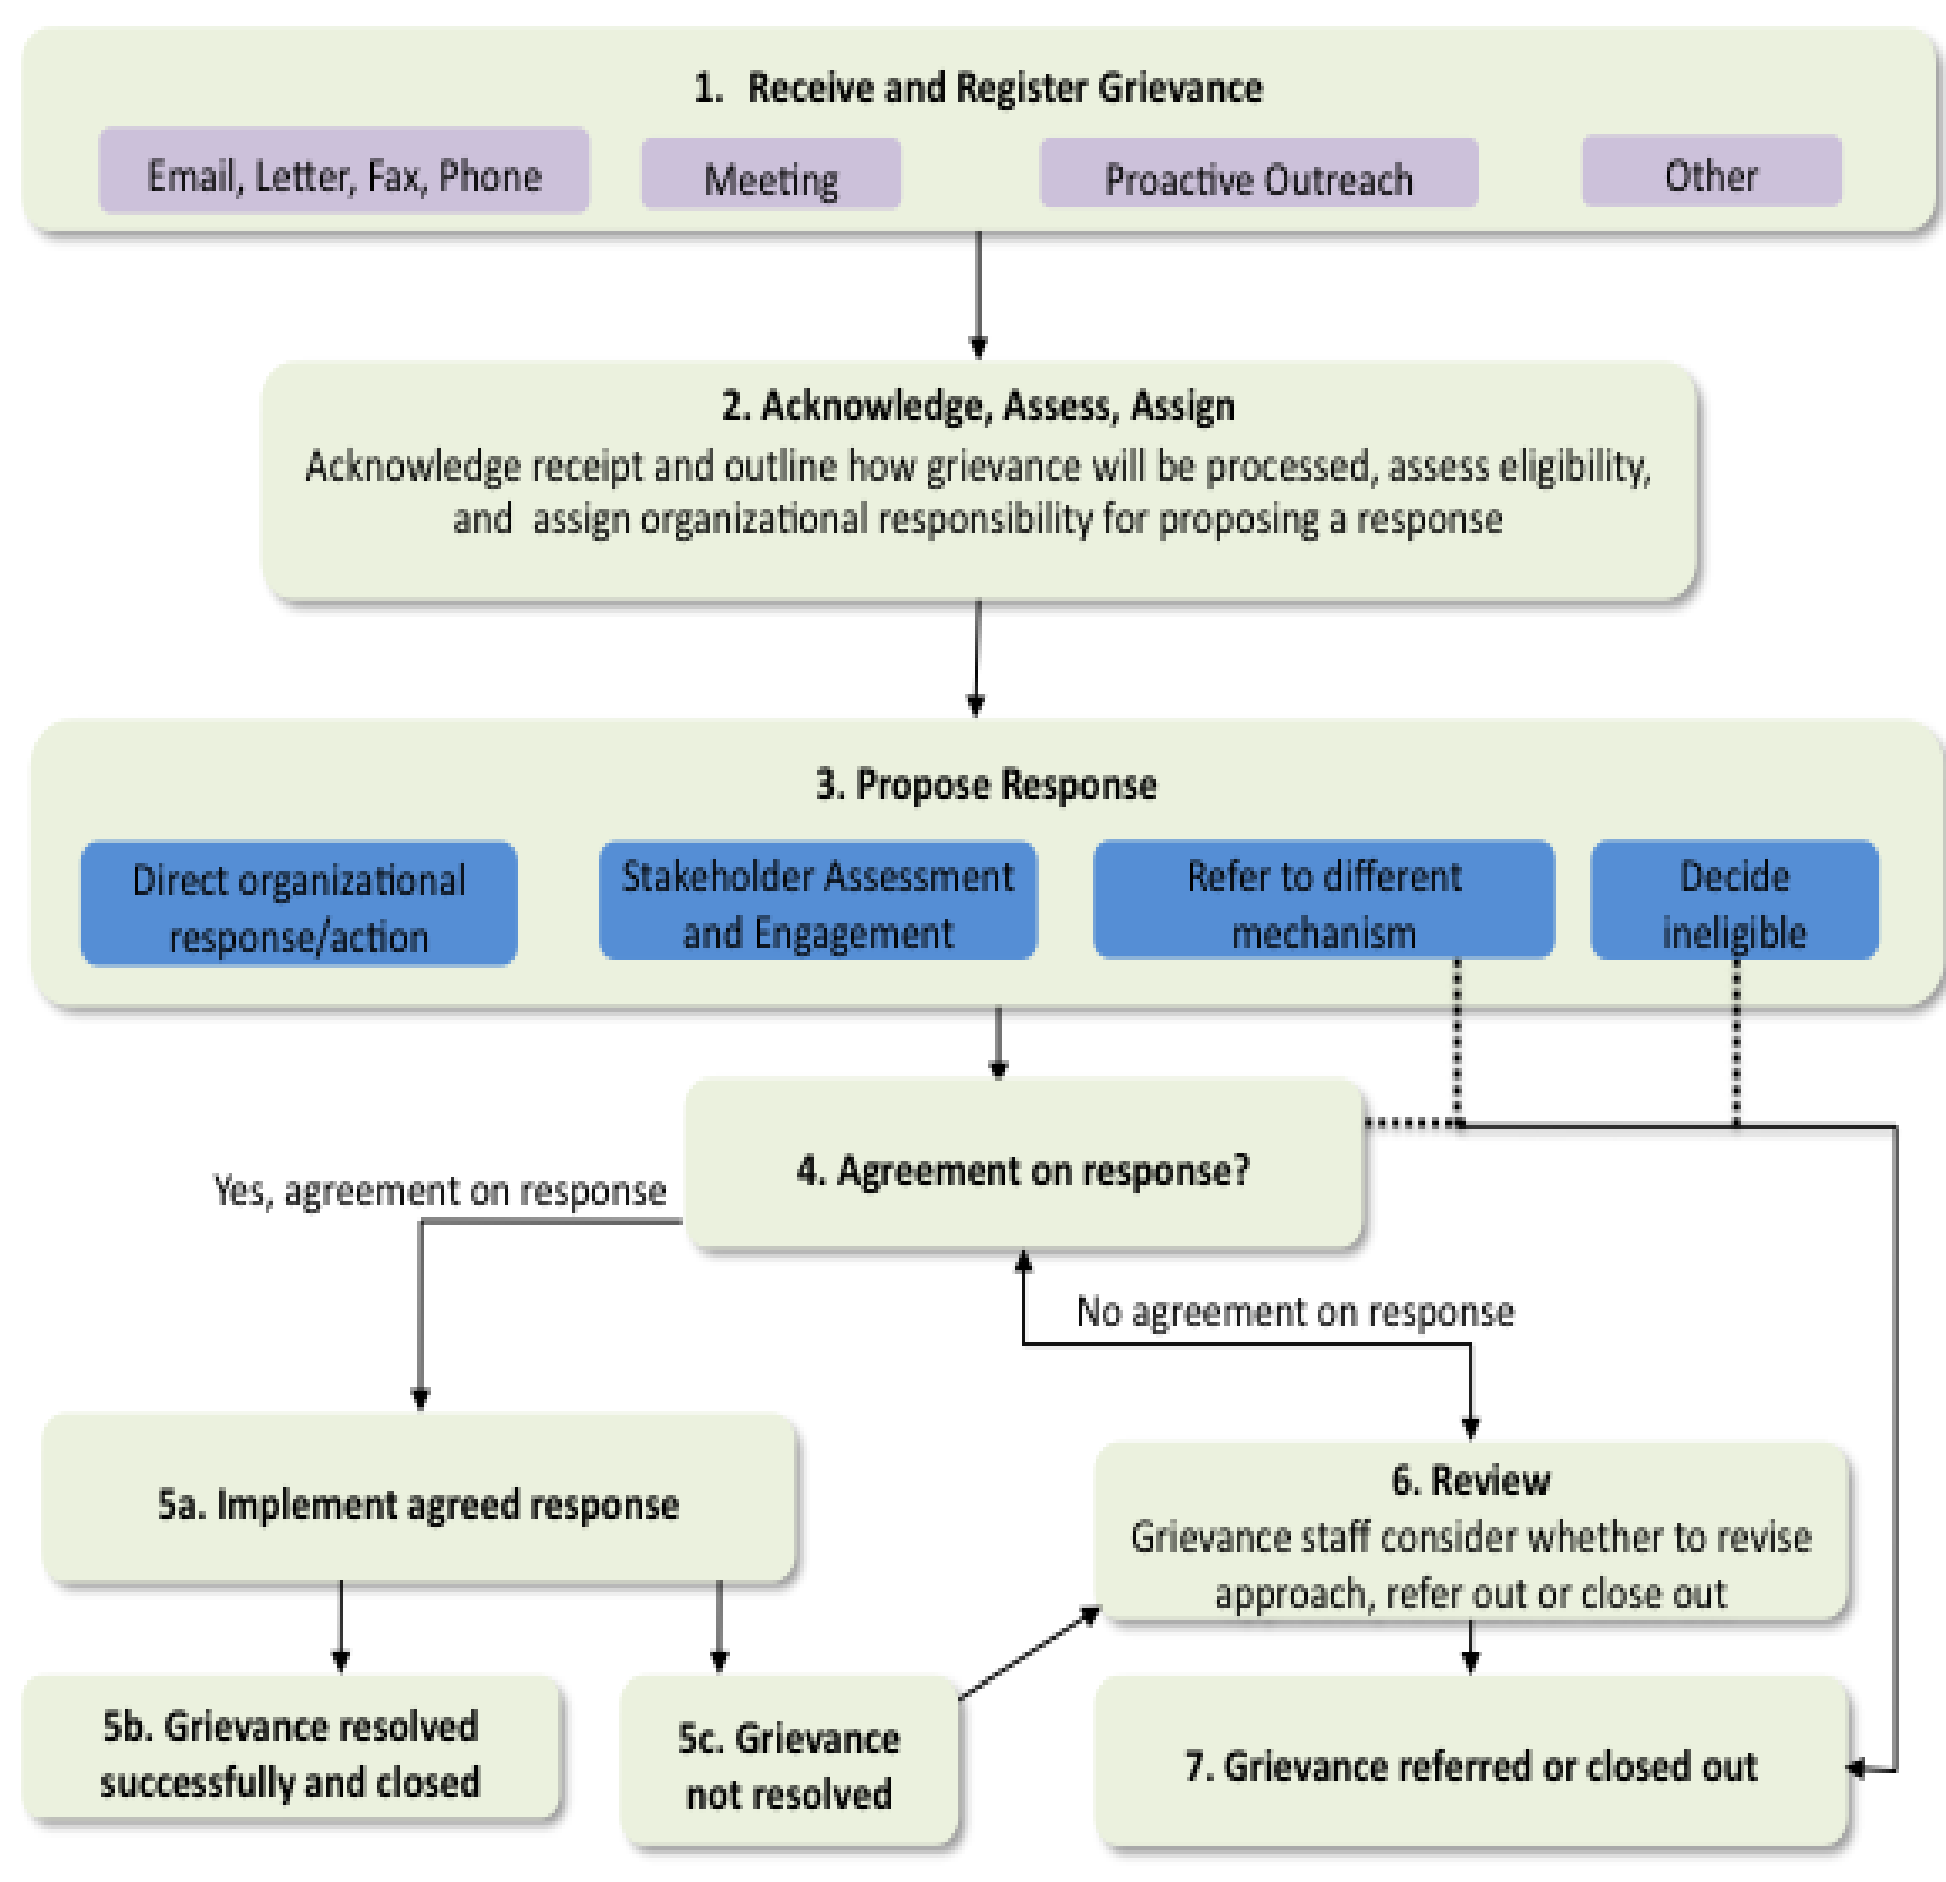 1. Receive and Register Grievance
Email, Letter, Fax, Phone
Meeting
Proactive Outreach
Other
2. Acknowledge, Assess, Assign
Acknowledge receipt and outline how grievance will be processed, assess eligibility,
and assign organizational responsibility for proposing a response
3. Propose Response
Direct organizational
response/action
Stakeholder Assessment
and Engagement
Refer to different
mechanism
Decide
ineligible
4. Agreement on response?
Yes, agreement on response
No agreement on response
5a. Implement agreed response
6. Review
Grievance staff consider whether to revise
approach, refer out or close out
5b. Grievance resolved
successfully and closed
5c. Grievance
not resolved
7. Grievance referred or closed out